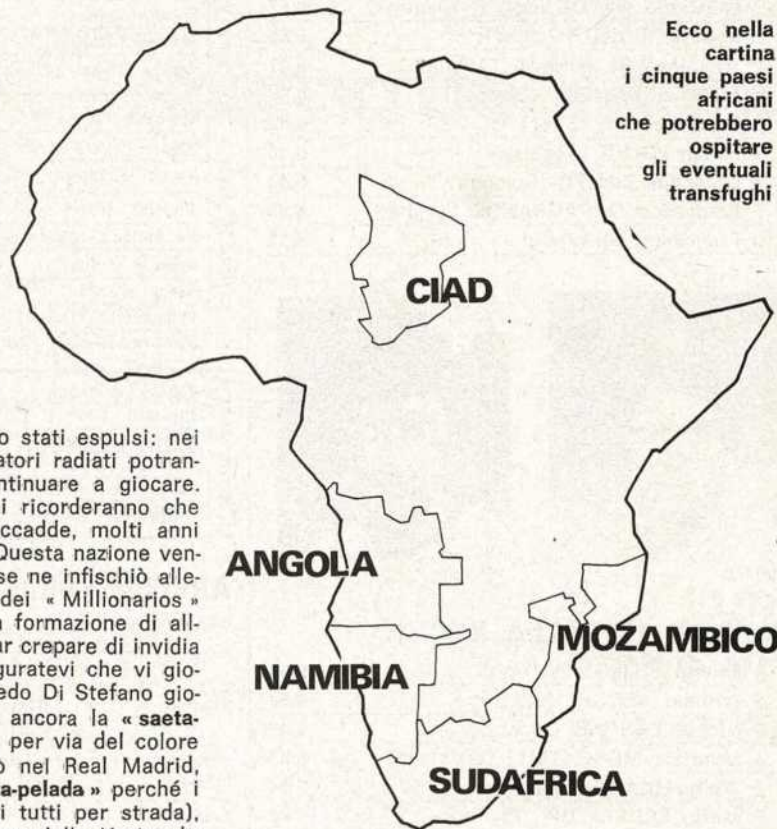 Ecco nella
cartina
i cinque paesi
africani
che potrebbero
ospitare
gli eventuali
transfughi
CIAD
ANGOLA
NAMIBIA
MOZAMBICO
SUDAFRICA
o stati espulsi: nei
atori radiati potran-
ntinuare a giocare.
i ricorderanno che
ccadde, molti anni
Questa nazione ven-
se ne infischiò alle-
dei « Millionarios »
a formazione di all-
ar crepare di invidia
guratevi che vi gio-
edo Di Stefano gio-
ancora la « saeta-
per via del colore
ò nel Real Madrid,
a-pelada » perché i
i tutti per strada),